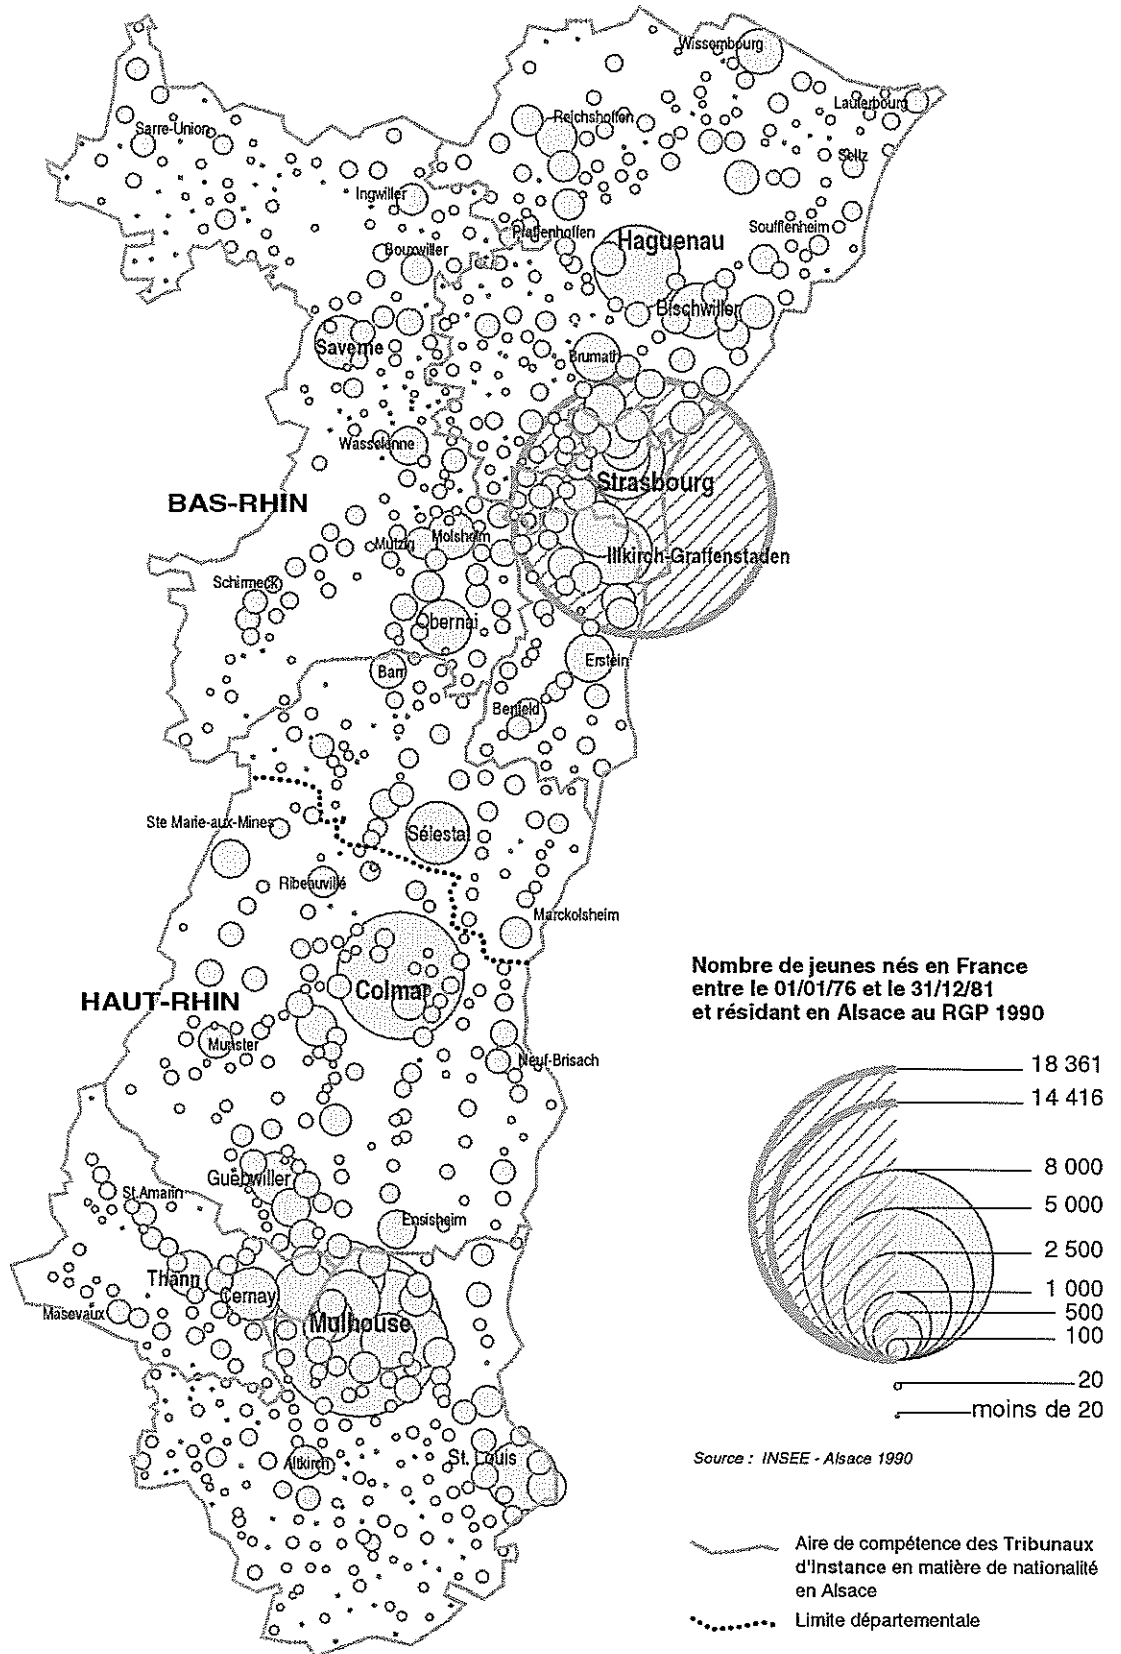 Wissembourg
Lauterbourg
Reichshoffen
Sarre-Union
Seltz
Ingwiller
Soufflenheim
Pfaffenhoffen
Haguenau
Bouxwiller
Bischwiller
Saverne
Brumath
Wasselonne
Strasbourg
BAS-RHIN
Molsheim
Mutzig
Illkirch-Graffenstaden
Schirmeck
Obernai
Erstein
Barr
Benfeld
Ste Marie-aux-Mines
Sélestat
Ribeauvillé
Marckolsheim
Colmar
HAUT-RHIN
Munster
Neuf-Brisach
Guebwiller
St.Amarin
Ensisheim
Thann
Cernay
Masevaux
Mulhouse
Altkirch
St. Louis
Nombre de jeunes nés en France
entre le 01/01/76 et le 31/12/81
et résidant en Alsace au RGP 1990
18 361
14 416
8 000
5 000
2 500
1 000
500
100
20
moins de 20
Source : INSEE - Alsace 1990
Aire de compétence des Tribunaux
d'Instance en matière de nationalité
en Alsace
Limite départementale